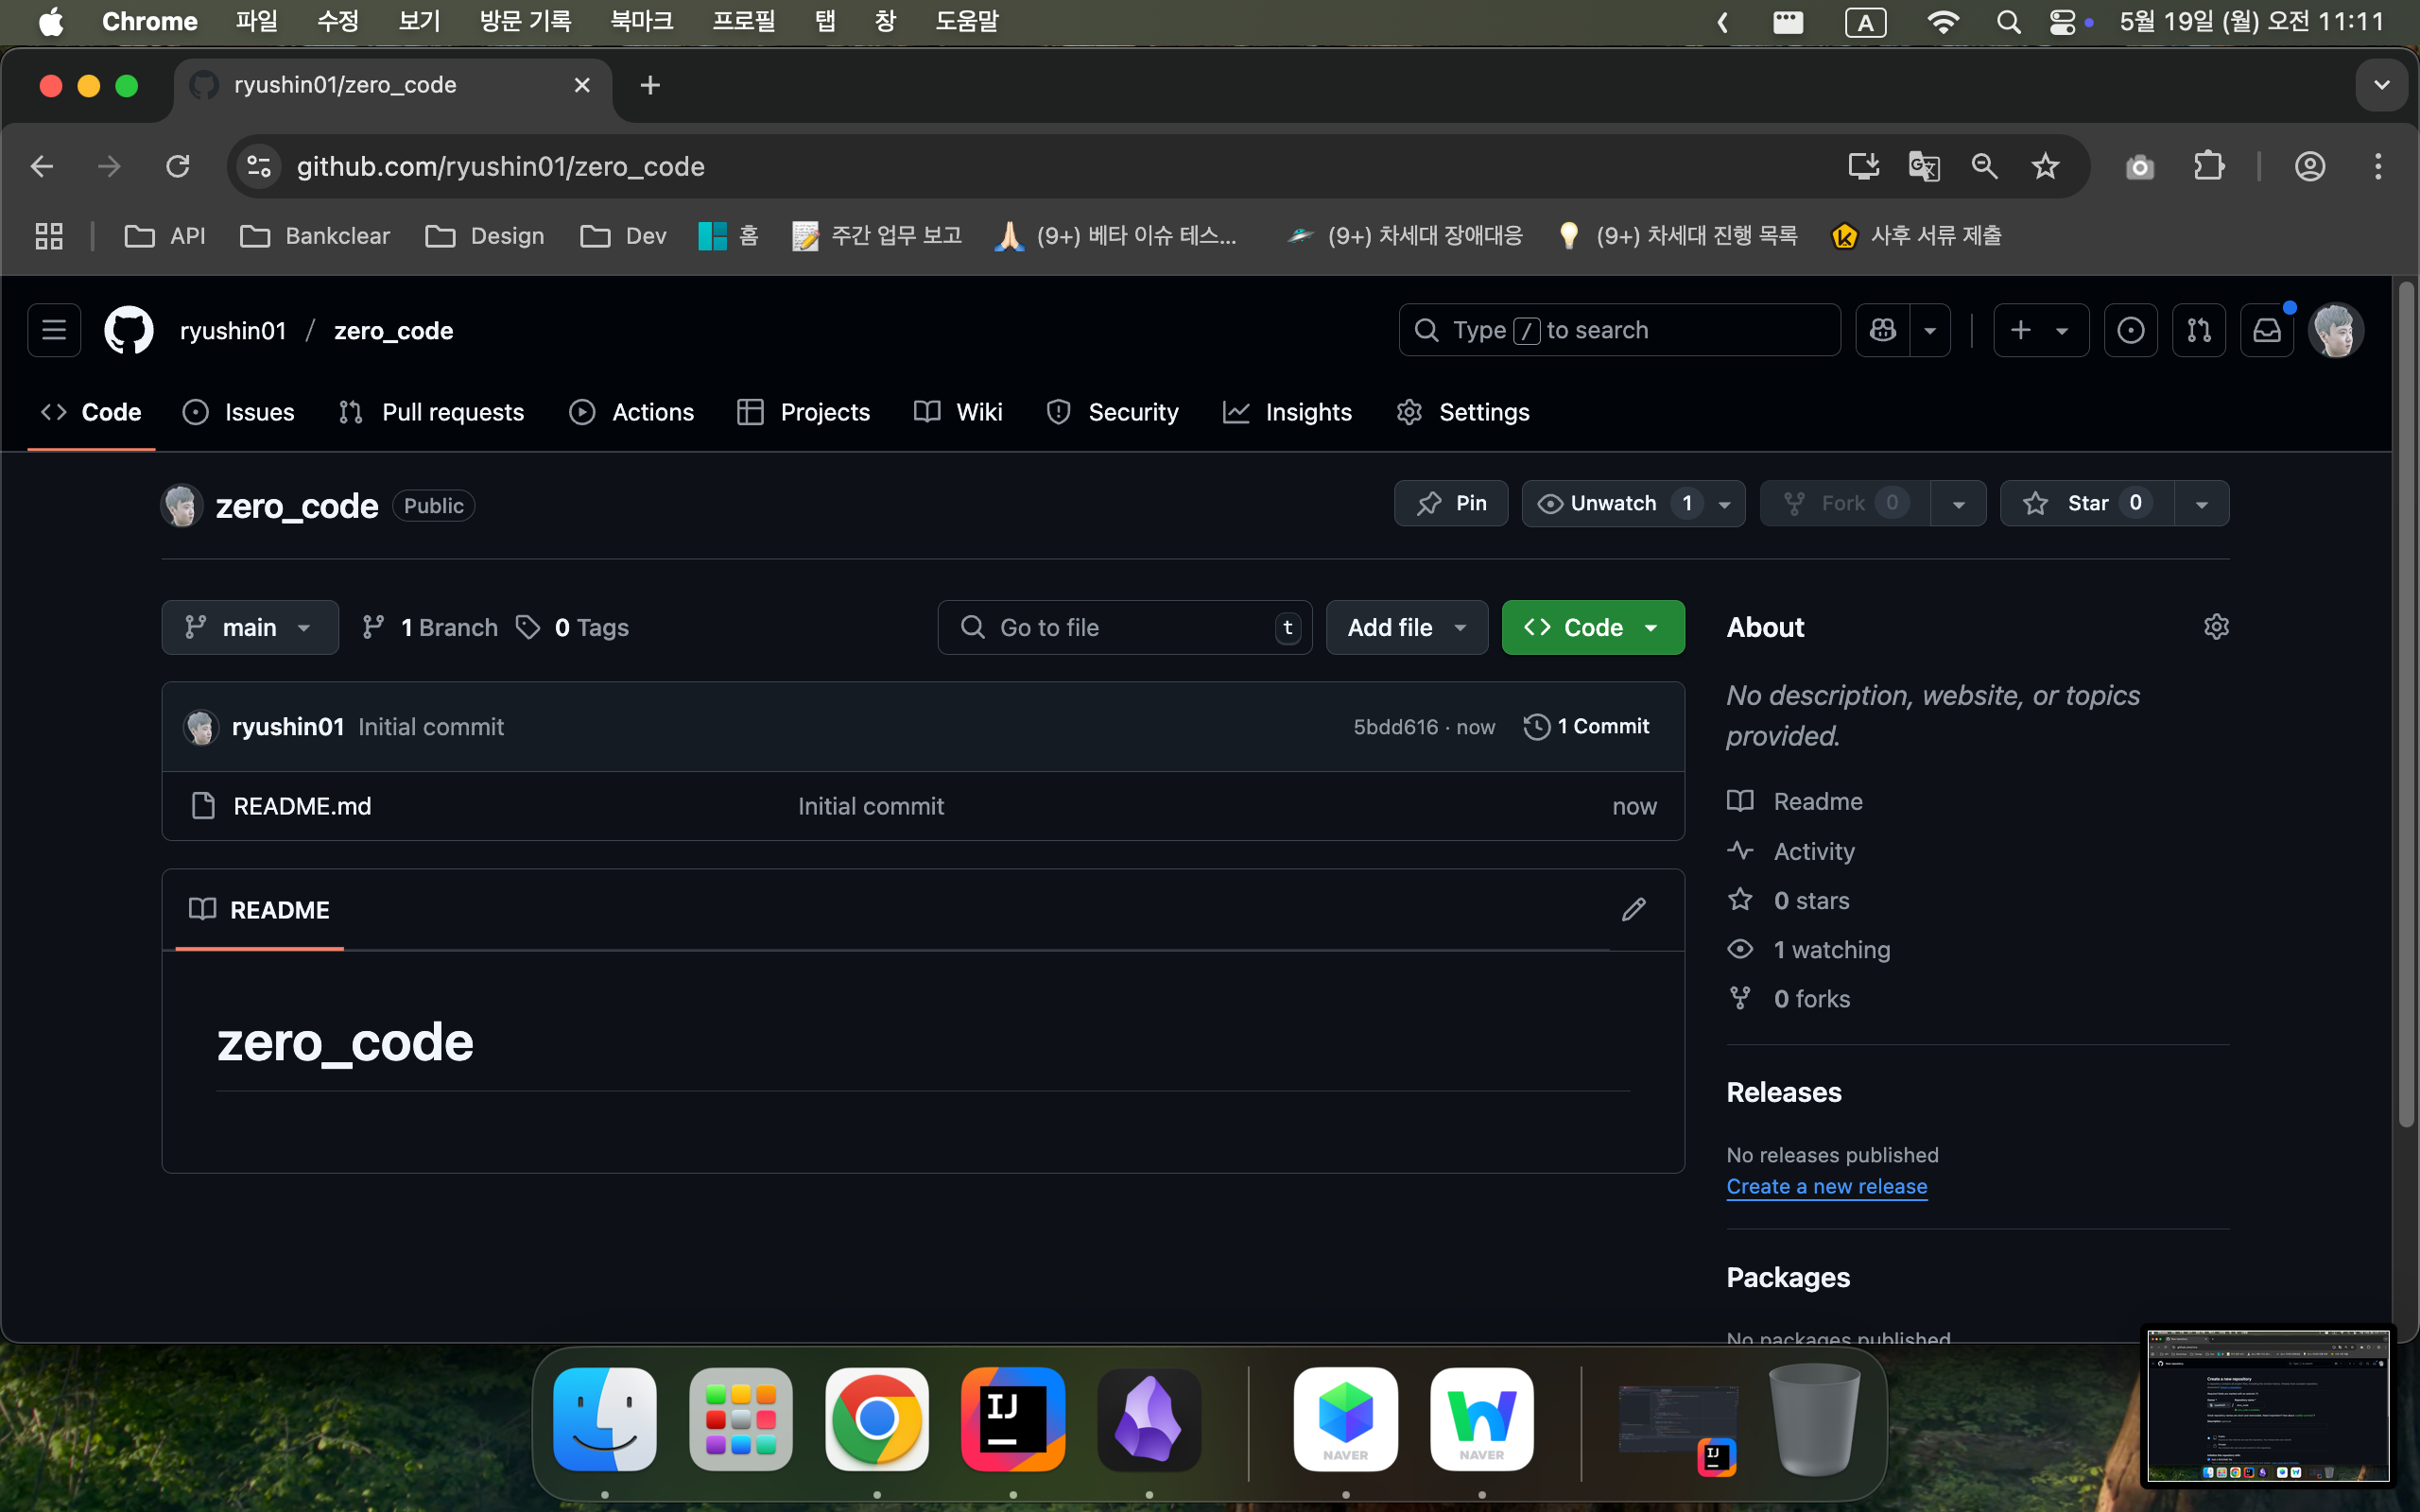 Chrome 파일 수정 보기 방문 기록 북마크 프로필 탭 창 도움말 A 5월 19일 (월) 오전 11:11
ryushin01/zero_code
github.com/ryushin01/zero_code
API Bankclear Design Dev 홈 주간 업무 보고 (9+) 베타 이슈 테스... (9+) 차세대 장애대응 (9+) 차세대 진행 목록 사후 서류 제출
ryushin01 / zero_code Type / to search
Code Issues Pull requests Actions Projects Wiki Security Insights Settings
zero_code Public Pin Unwatch 1 Fork 0 Star 0
main 1 Branch 0 Tags Go to file t Add file Code About
No description, website, or topics
provided.
ryushin01 Initial commit 5bdd616 · now 1 Commit
README.md Initial commit now
Readme
Activity
0 stars
1 watching
0 forks
README
zero_code
Releases
No releases published
Create a new release
Packages
No packages published
IJ NAVER NAVER IJ
Create a new repository